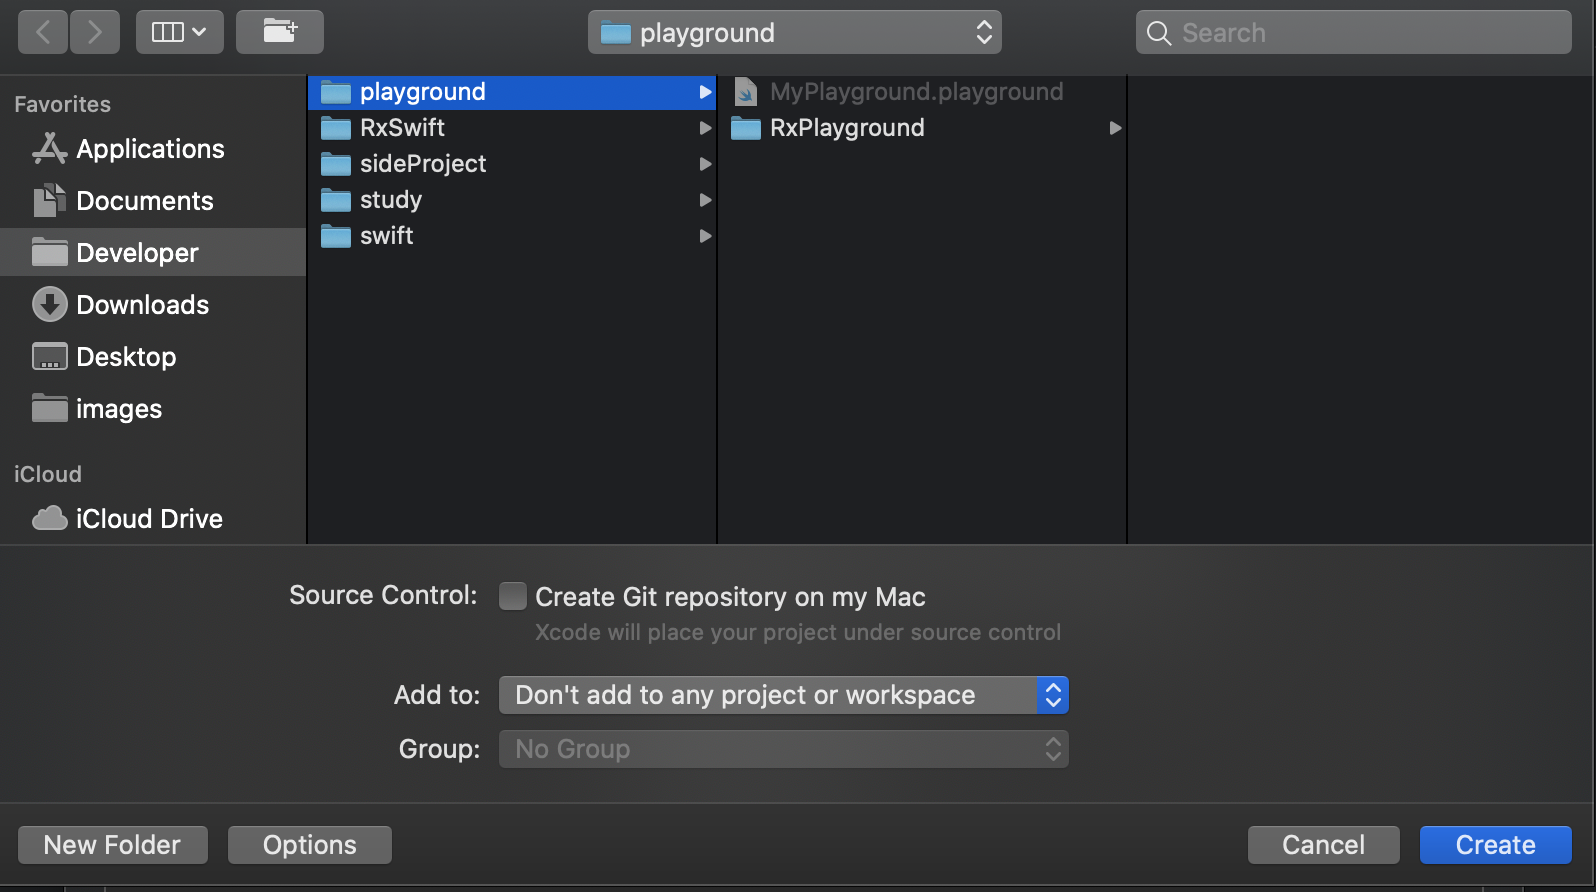 playground
Search
Favorites
Applications
Documents
Developer
Downloads
Desktop
images
iCloud
iCloud Drive
playground
RxSwift
sideProject
study
swift
MyPlayground.playground
RxPlayground
Source Control: Create Git repository on my Mac
Xcode will place your project under source control
Add to: Don't add to any project or workspace
Group: No Group
New Folder Options Cancel Create